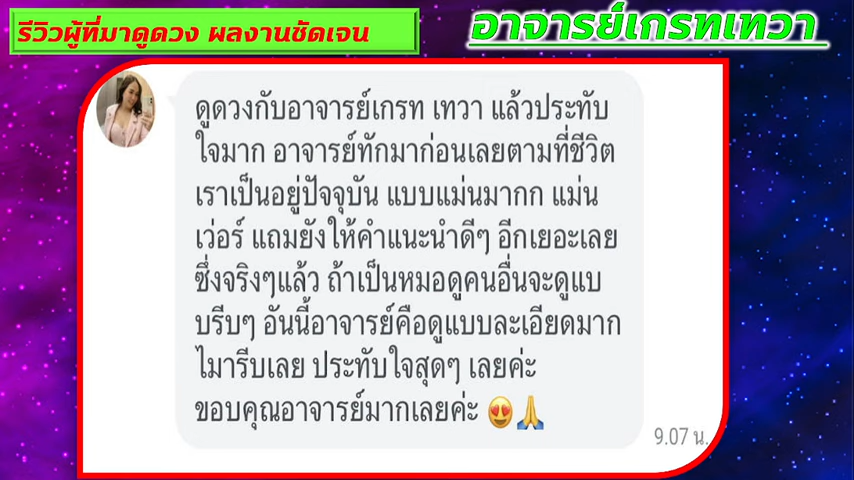 รีวิวผู้ที่มาดูดวง ผลงานชัดเจน
อาจารย์เกรทเทวา
ดูดวงกับอาจารย์เกรท เทวา แล้วประทับ
ใจมาก อาจารย์ทักมาก่อนเลยตามที่ชีวิต
เราเป็นอยู่ปัจจุบัน แบบแม่นมากก แม่น
เว่อร์ แถมยังให้คำแนะนำดีๆ อีกเยอะเลย
ซึ่งจริงๆแล้ว ถ้าเป็นหมอดูคนอื่นจะดูแบ
บรีบๆ อันนี้อาจารย์คือดูแบบละเอียดมาก
ไมารีบเลย ประทับใจสุดๆ เลยค่ะ
ขอบคุณอาจารย์มากเลยค่ะ 😍🙏
9.07 น.